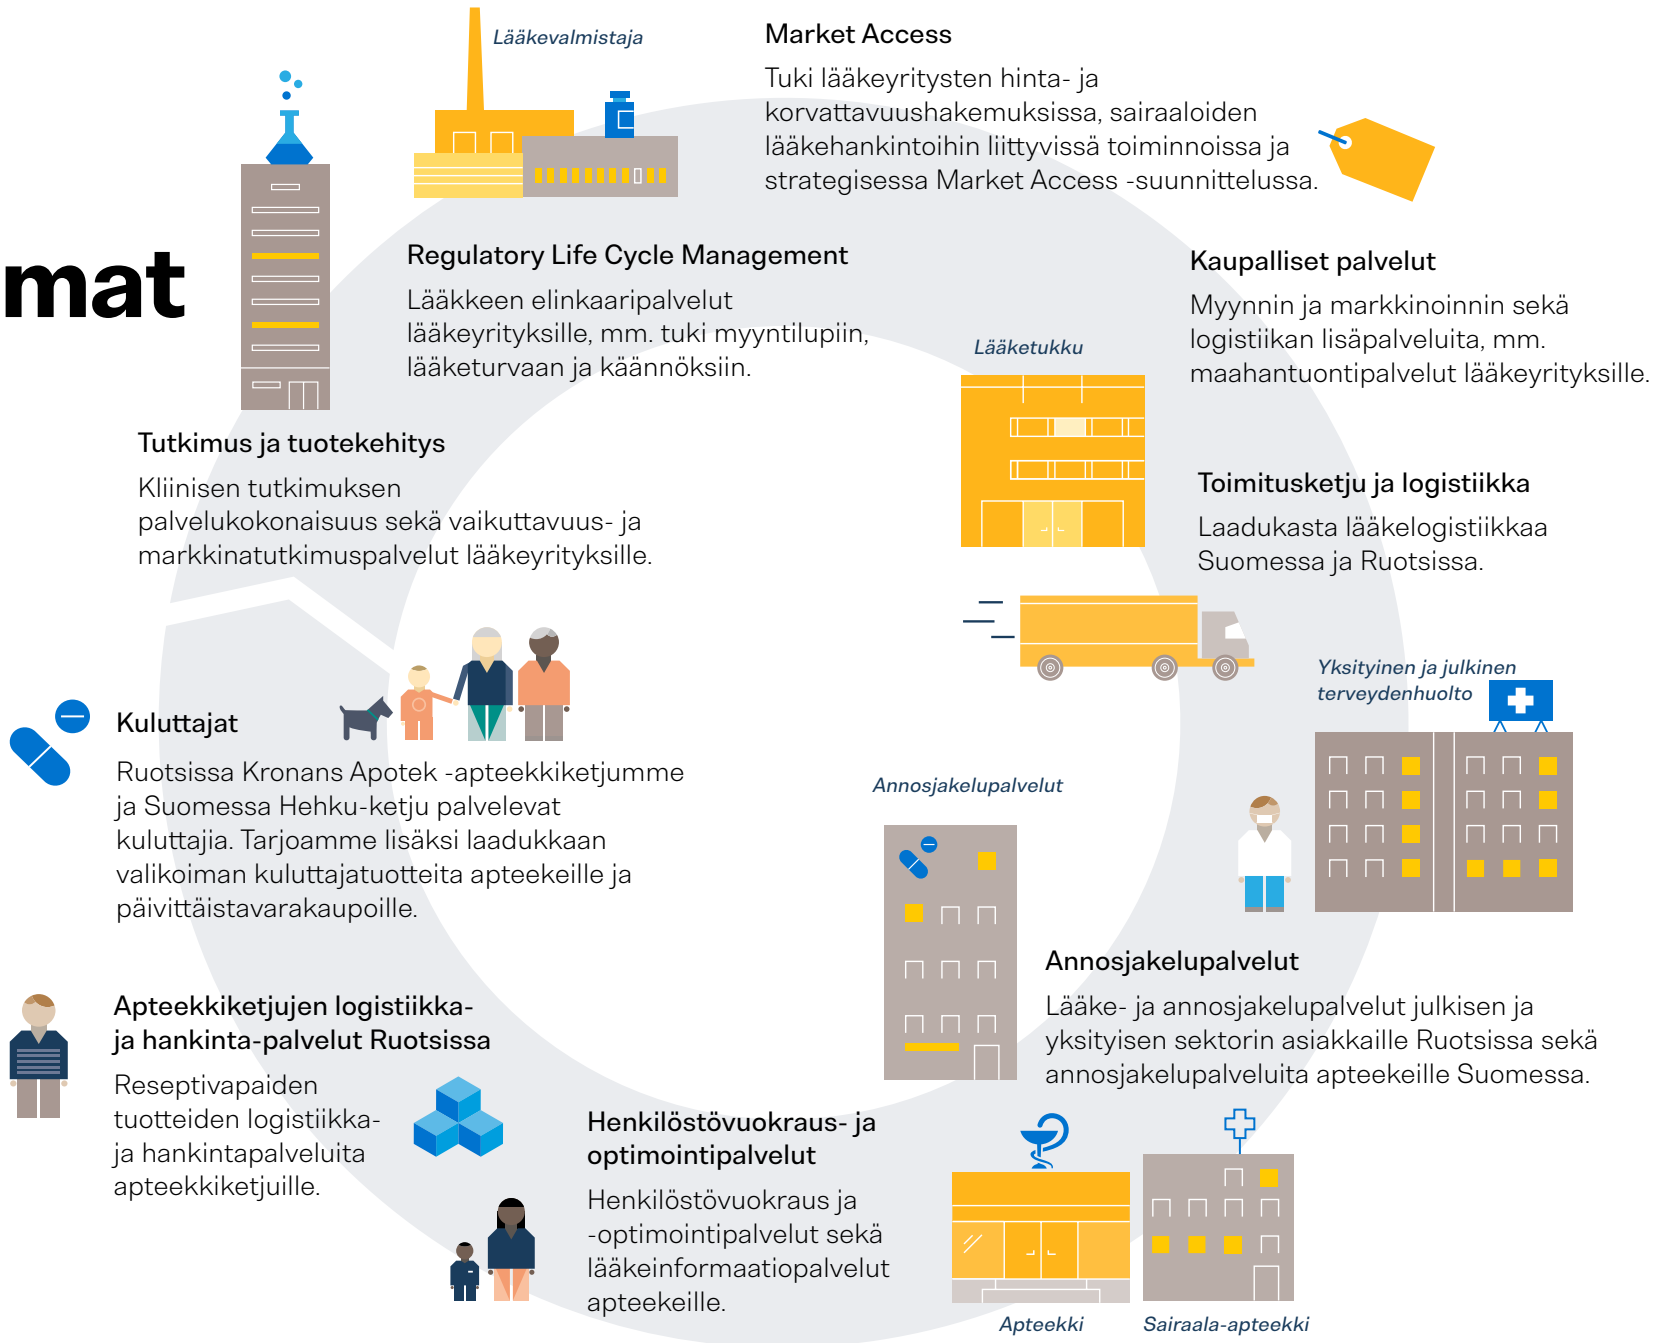 mat
Lääkevalmistaja
Market Access
Tuki lääkeyritysten hinta- ja
korvattavuushakemuksissa, sairaaloiden
lääkehankintoihin liittyvissä toiminnoissa ja
strategisessa Market Access -suunnittelussa.
Regulatory Life Cycle Management
Lääkkeen elinkaaripalvelut
lääkeyrityksille, mm. tuki myyntilupiin,
lääketurvaan ja käännöksiin.
Kaupalliset palvelut
Myynnin ja markkinoinnin sekä
logistiikan lisäpalveluita, mm.
maahantuontipalvelut lääkeyrityksille.
Lääketukku
Tutkimus ja tuotekehitys
Kliinisen tutkimuksen
palvelukokonaisuus sekä vaikuttavuus- ja
markkinatutkimuspalvelut lääkeyrityksille.
Toimitusketju ja logistiikka
Laadukasta lääkelogistiikkaa
Suomessa ja Ruotsissa.
Yksityinen ja julkinen
terveydenhuolto
Kuluttajat
Ruotsissa Kronans Apotek -apteekkiketjumme
ja Suomessa Hehku-ketju palvelevat
kuluttajia. Tarjoamme lisäksi laadukkaan
valikoiman kuluttajatuotteita apteekeille ja
päivittäistavarakaupoille.
Annosjakelupalvelut
Annosjakelupalvelut
Lääke- ja annosjakelupalvelut julkisen ja
yksityisen sektorin asiakkaille Ruotsissa sekä
annosjakelupalveluita apteekeille Suomessa.
Apteekkiketjujen logistiikka-
ja hankinta-palvelut Ruotsissa
Reseptivapaiden
tuotteiden logistiikka-
ja hankintapalveluita
apteekkiketjuille.
Henkilöstövuokraus- ja
optimointipalvelut
Henkilöstövuokraus ja
-optimointipalvelut sekä
lääkeinformaatiopalvelut
apteekeille.
Apteekki
Sairaala-apteekki